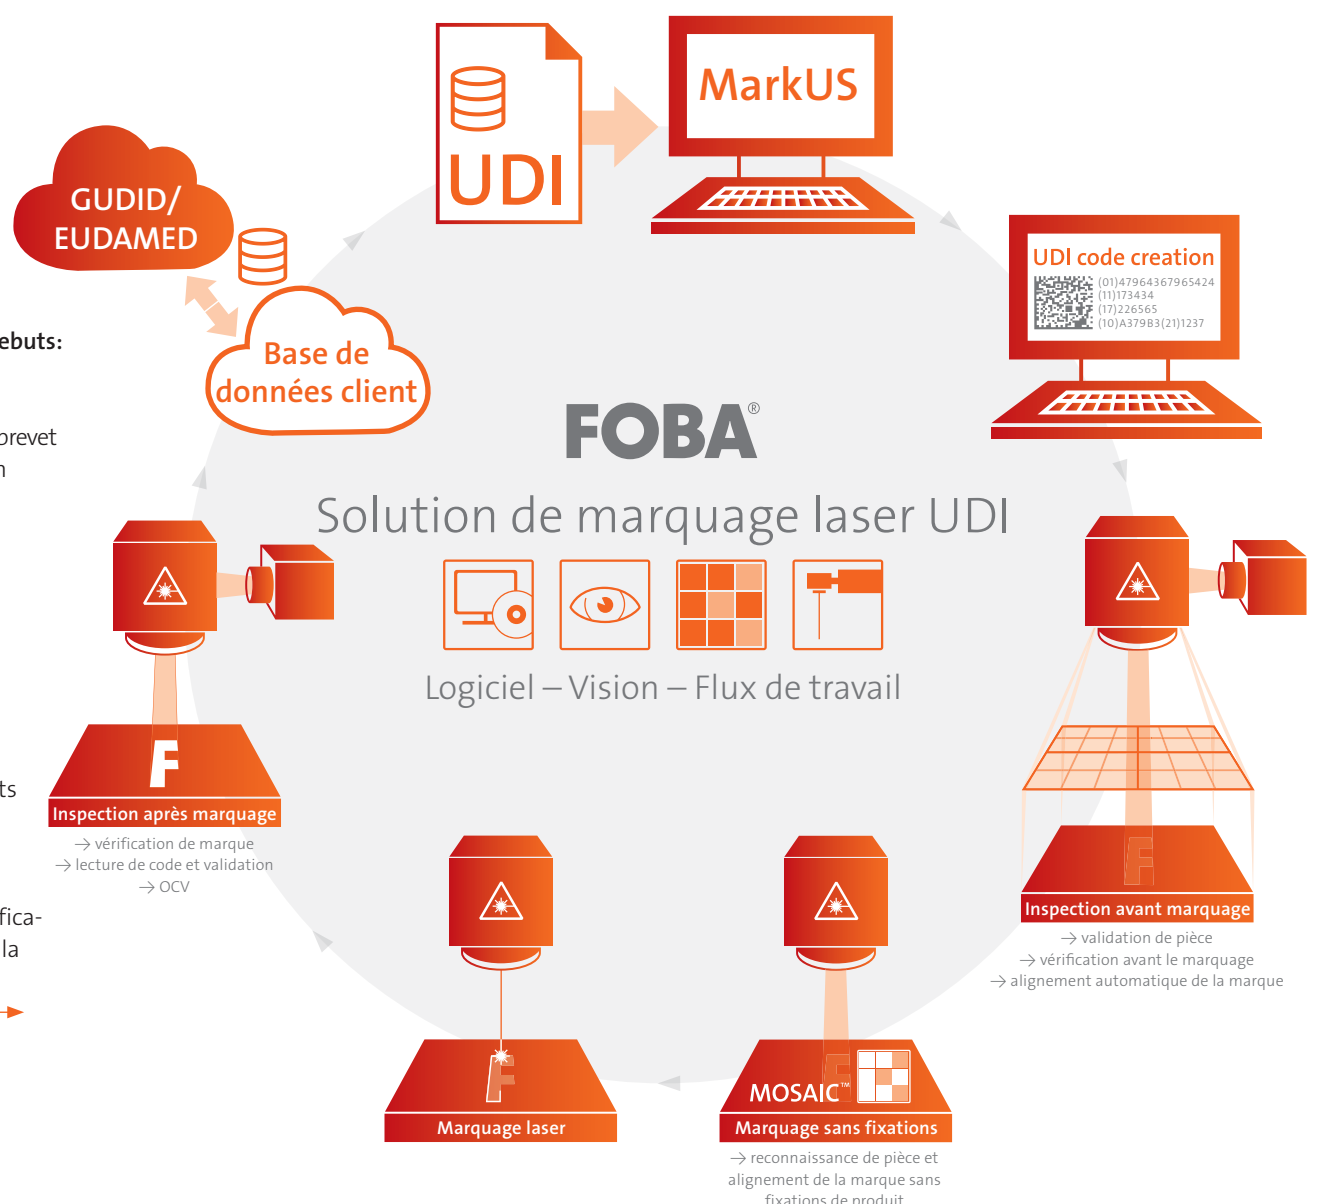 UDI
MarkUS
GUDID/
EUDAMED
UDI code creation
(01)47964367965424
(11)173434
(17)226565
(10)A379B3(21)1237
Base de
données client
FOBA®
Solution de marquage laser UDI
Logiciel – Vision – Flux de travail
ebuts:
brevet
n
ts
fica-
la
F
Inspection après marquage
→ vérification de marque
→ lecture de code et validation
→ OCV
F
Inspection avant marquage
→ validation de pièce
→ vérification avant le marquage
→ alignement automatique de la marque
F
Marquage laser
F
MOSAIC™
Marquage sans fixations
→ reconnaissance de pièce et
alignement de la marque sans
fixations de produit